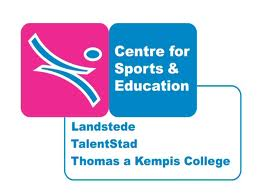 Centre for
Sports &
Education
Landstede
TalentStad
Thomas a Kempis College